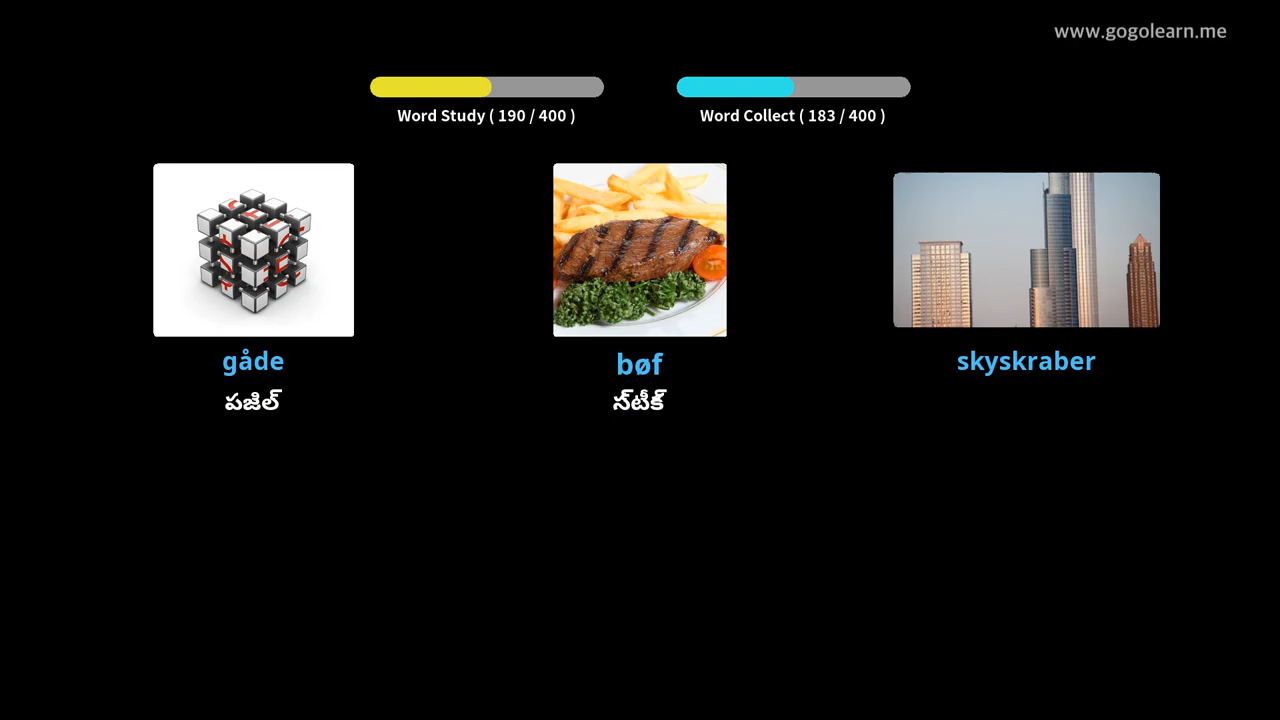 www.gogolearn.me
Word Study ( 190 / 400 )
Word Collect ( 183 / 400 )
gåde
bøf
skyskraber
పజిల్
స్టీక్